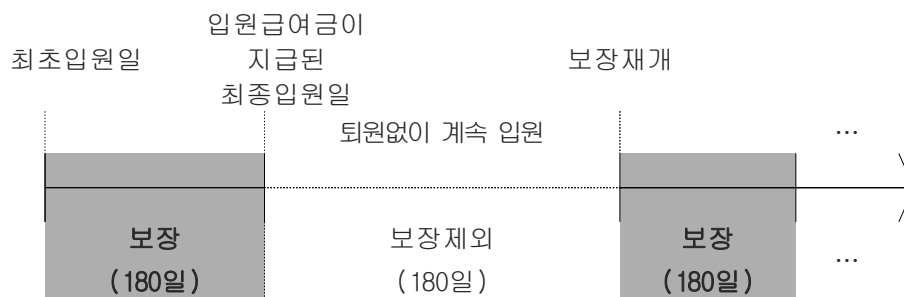 최초입원일
입원급여금이
지급된
최종입원일
보장재개
퇴원없이 계속 입원
...
보장
(180일)
보장제외
(180일)
보장
(180일)
...